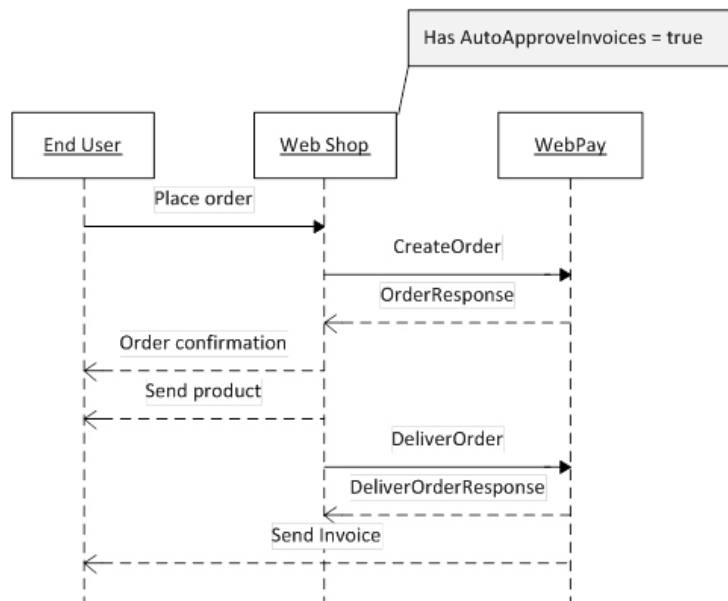 Has AutoApproveInvoices = true
End User
Web Shop
WebPay
Place order
CreateOrder
OrderResponse
Order confirmation
Send product
DeliverOrder
DeliverOrderResponse
Send Invoice